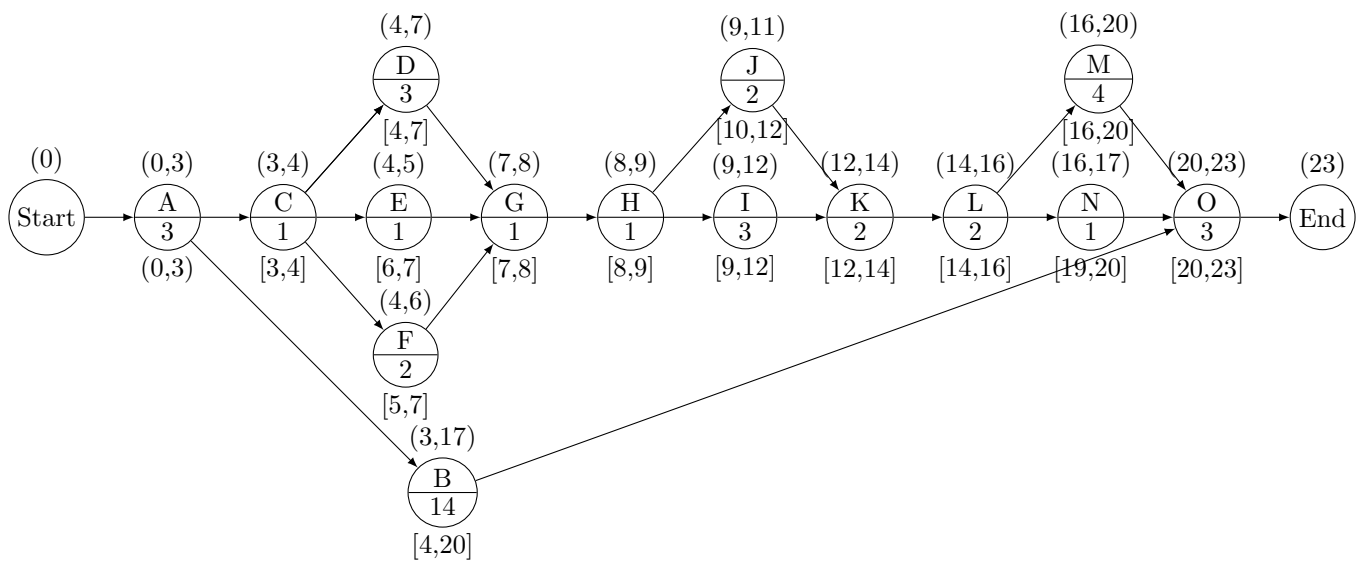 (4,7)
D
3
[4,7]
(9,11)
J
2
[10,12]
(16,20)
M
4
[16,20]
(0)
Start
(0,3)
A
3
(0,3)
(3,4)
C
1
[3,4]
(4,5)
E
1
[6,7]
(7,8)
G
1
[7,8]
(8,9)
H
1
[8,9]
(9,12)
I
3
[9,12]
(12,14)
K
2
[12,14]
(14,16)
L
2
[14,16]
(16,17)
N
1
[19,20]
(20,23)
O
3
[20,23]
(23)
End
(4,6)
F
2
[5,7]
(3,17)
B
14
[4,20]